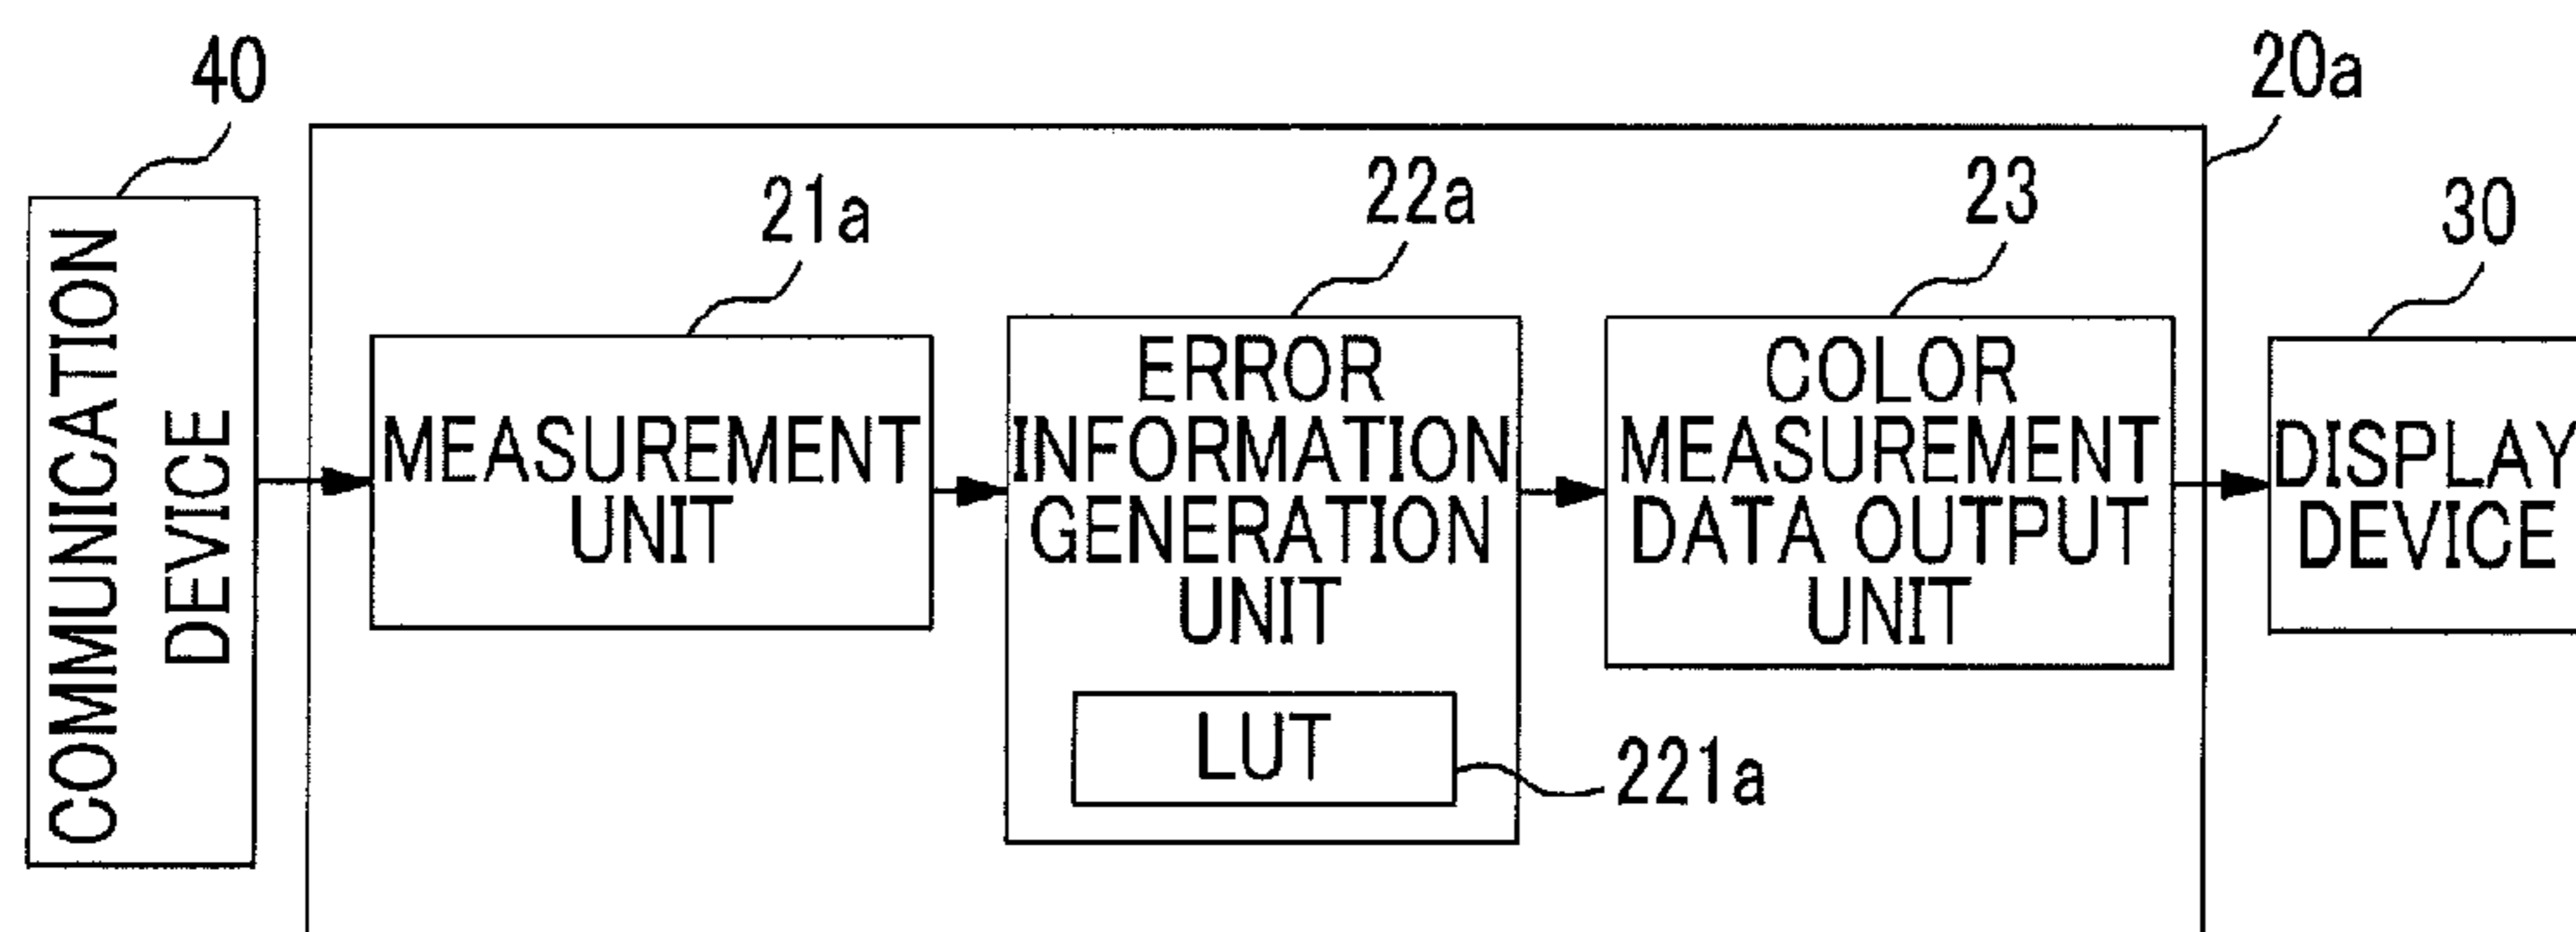 40
20a
21a
22a
23
30
COMMUNICATION
DEVICE
MEASUREMENT
UNIT
ERROR
INFORMATION
GENERATION
UNIT
LUT
221a
COLOR
MEASUREMENT
DATA OUTPUT
UNIT
DISPLAY
DEVICE